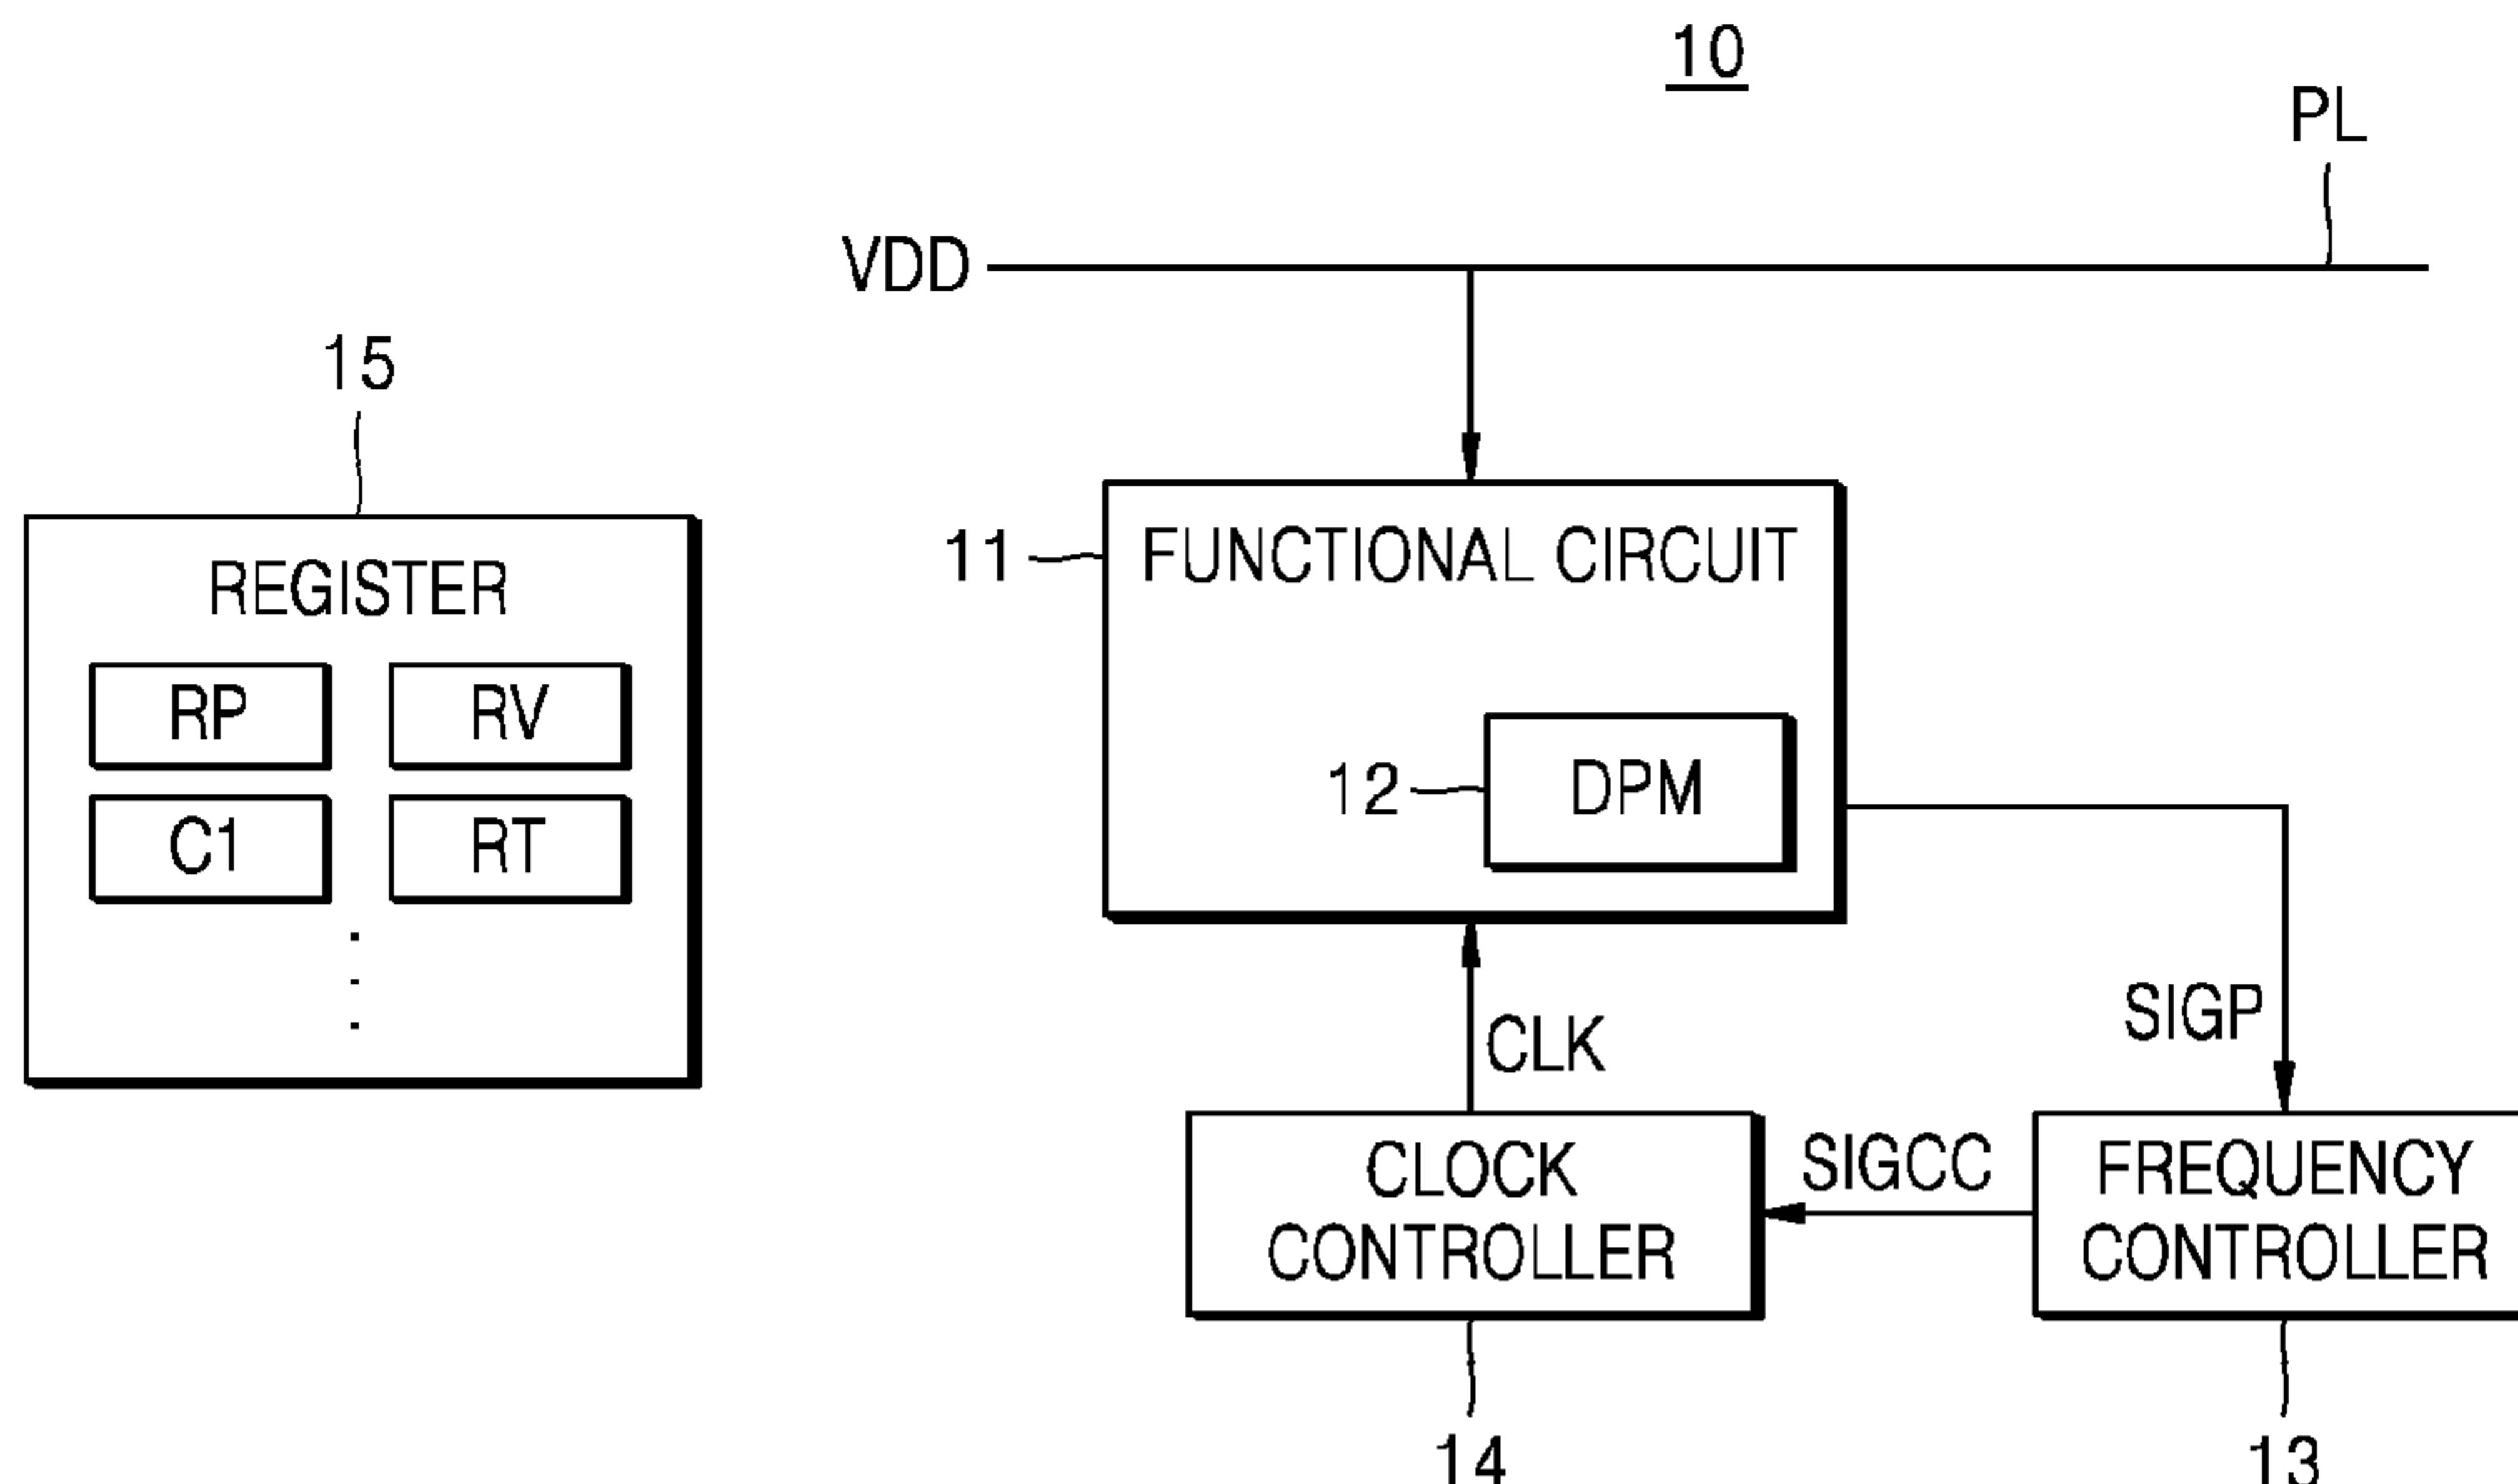 10
PL
VDD
15
REGISTER
RP
RV
C1
RT
11
FUNCTIONAL CIRCUIT
12
DPM
CLK
SIGP
CLOCK
CONTROLLER
SIGCC
FREQUENCY
CONTROLLER
14
13